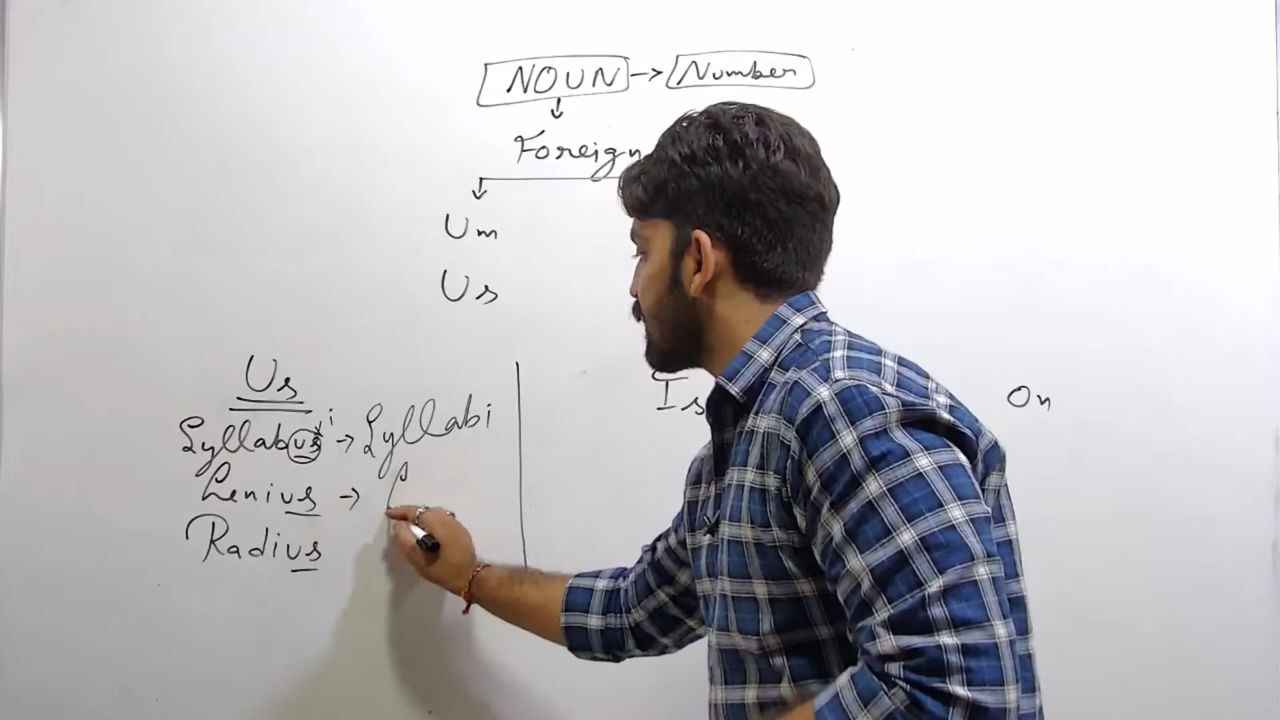 NOUN → Number
↓
Foreign
↓
Um
Us
Us
Syllabus i → Syllabi
Genius →
Radius
Is
On